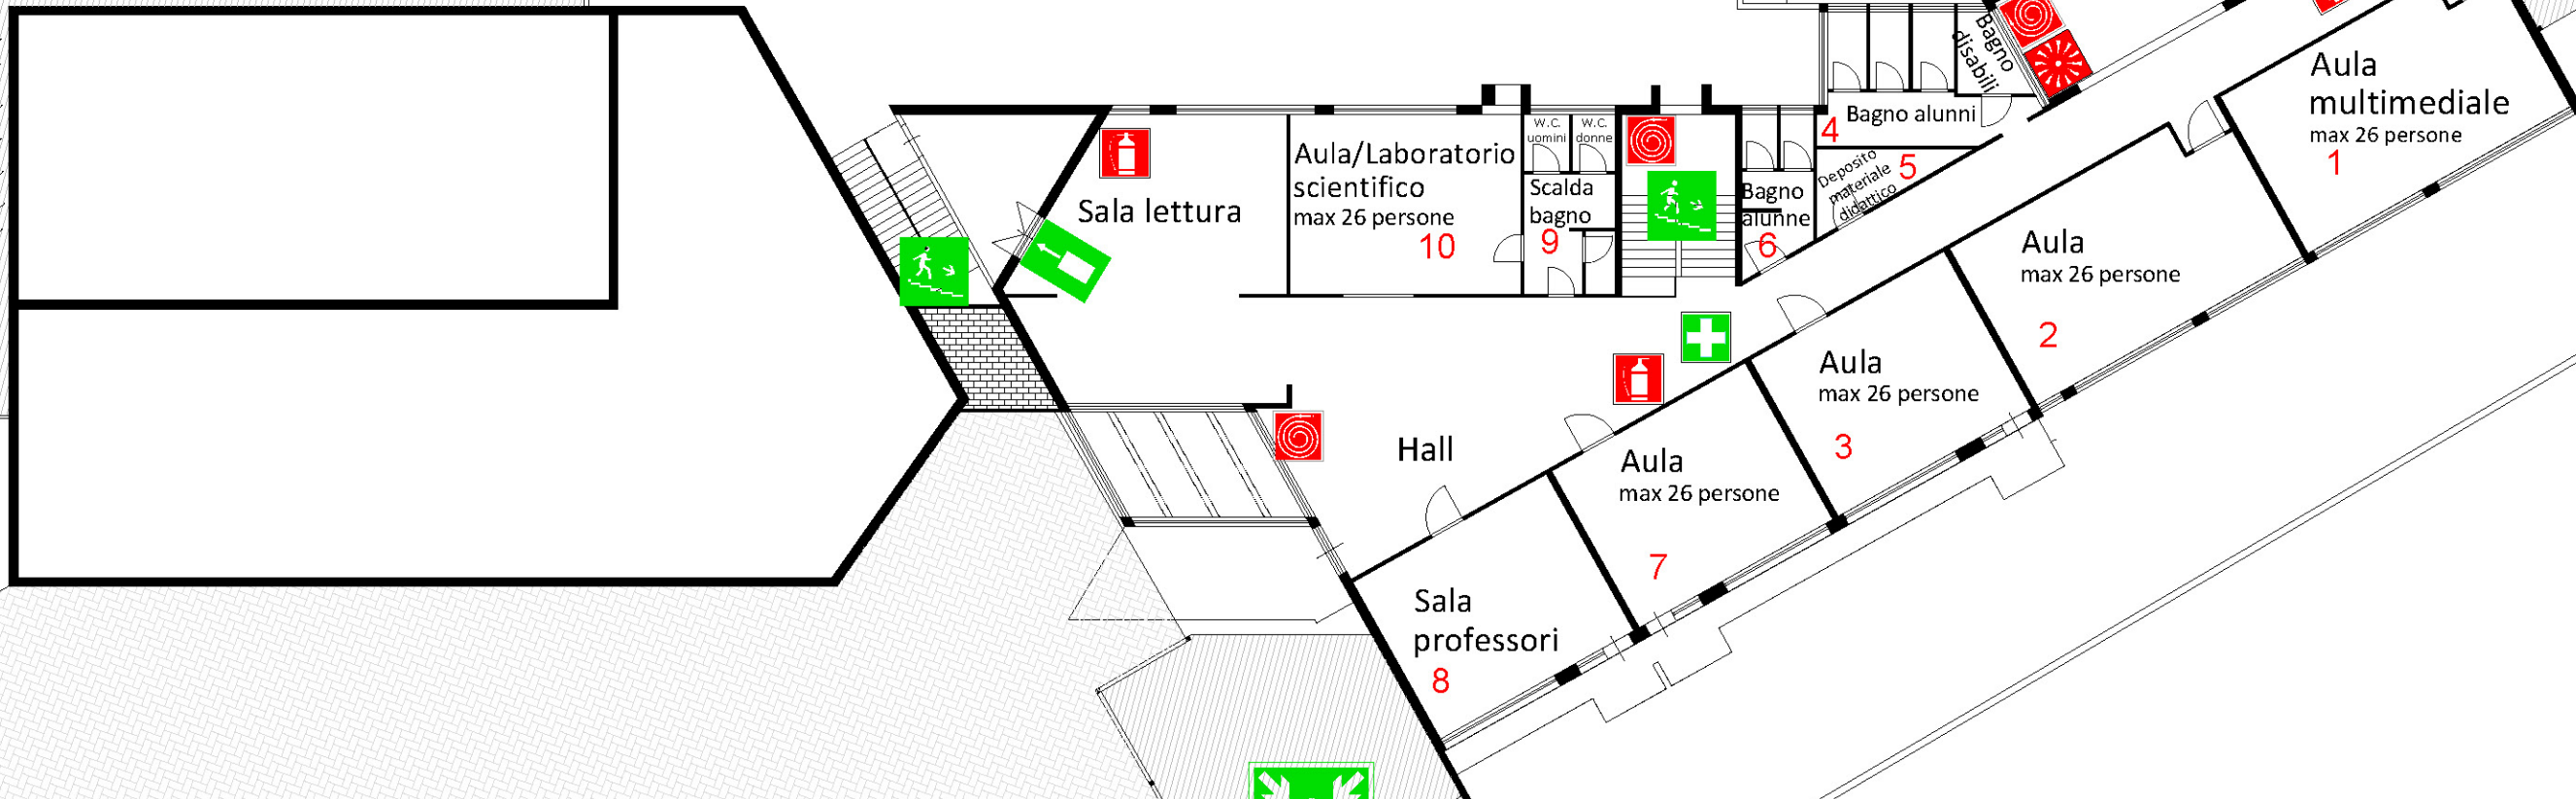 Bagno
disabili
Aula
multimediale
max 26 persone
1
Bagno alunni
4
W.C.
uomini
W.C.
donne
Aula/Laboratorio
scientifico
max 26 persone
10
Scalda
bagno
9
Deposito
materiale
didattico
5
Bagno
alunne
6
Sala lettura
Aula
max 26 persone
2
Aula
max 26 persone
3
Hall
Aula
max 26 persone
7
Sala
professori
8